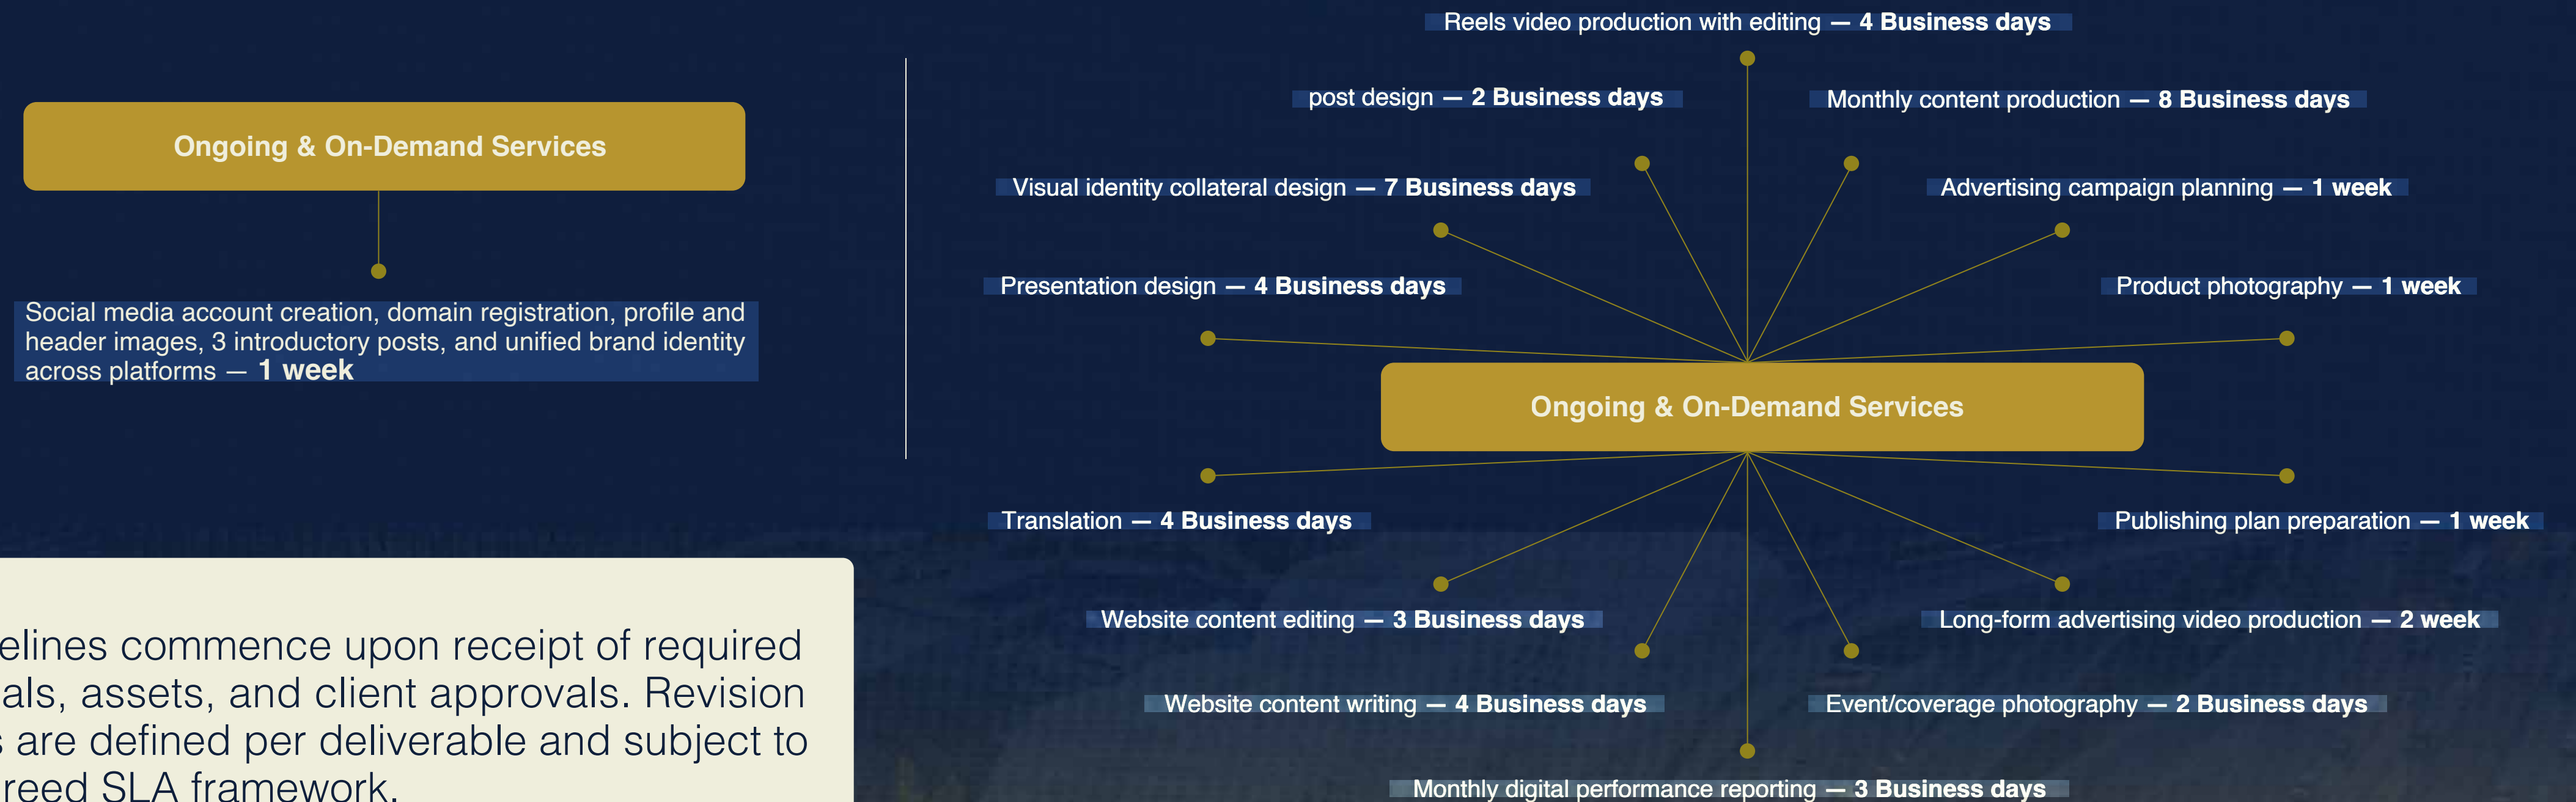 Ongoing & On-Demand Services
Social media account creation, domain registration, profile and
header images, 3 introductory posts, and unified brand identity
across platforms — 1 week
elines commence upon receipt of required
als, assets, and client approvals. Revision
s are defined per deliverable and subject to
reed SLA framework.
Reels video production with editing — 4 Business days
post design — 2 Business days
Monthly content production — 8 Business days
Visual identity collateral design — 7 Business days
Advertising campaign planning — 1 week
Presentation design — 4 Business days
Product photography — 1 week
Ongoing & On-Demand Services
Translation — 4 Business days
Publishing plan preparation — 1 week
Website content editing — 3 Business days
Long-form advertising video production — 2 week
Website content writing — 4 Business days
Event/coverage photography — 2 Business days
Monthly digital performance reporting — 3 Business days